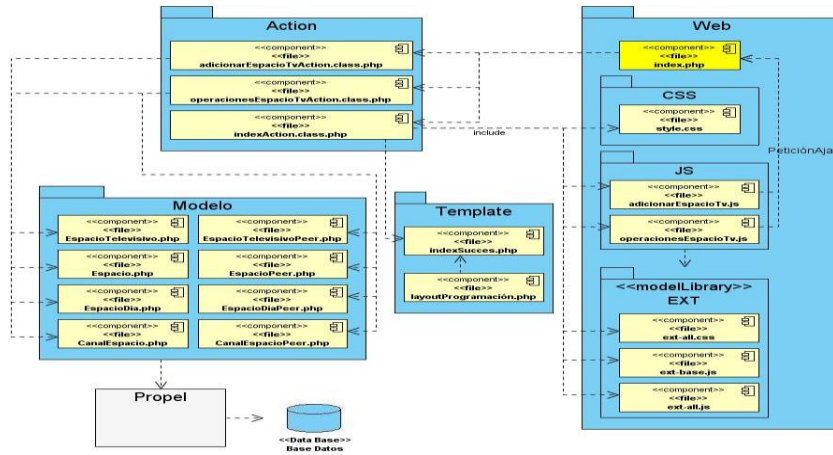 Action
<<component>>
<<file>>
adicionarEspacioTvAction.class.php
<<component>>
<<file>>
operacionesEspacioTvAction.class.php
<<component>>
<<file>>
indexAction.class.php
Web
<<component>>
<<file>>
index.php
CSS
<<component>>
<<file>>
style.css
include
PeticiónAja
JS
<<component>>
<<file>>
adicionarEspacioTv.js
<<component>>
<<file>>
operacionesEspacioTv.js
<<modelLibrary>>
EXT
<<component>>
<<file>>
ext-all.css
<<component>>
<<file>>
ext-base.js
<<component>>
<<file>>
ext-all.js
Modelo
<<component>>
<<file>>
EspacioTelevisivo.php
<<component>>
<<file>>
EspacioTelevisivoPeer.php
<<component>>
<<file>>
Espacio.php
<<component>>
<<file>>
EspacioPeer.php
<<component>>
<<file>>
EspacioDia.php
<<component>>
<<file>>
EspacioDiaPeer.php
<<component>>
<<file>>
CanalEspacio.php
<<component>>
<<file>>
CanalEspacioPeer.php
Template
<<component>>
<<file>>
indexSucces.php
<<component>>
<<file>>
layoutProgramación.php
Propel
<<Data Base>>
Base Datos